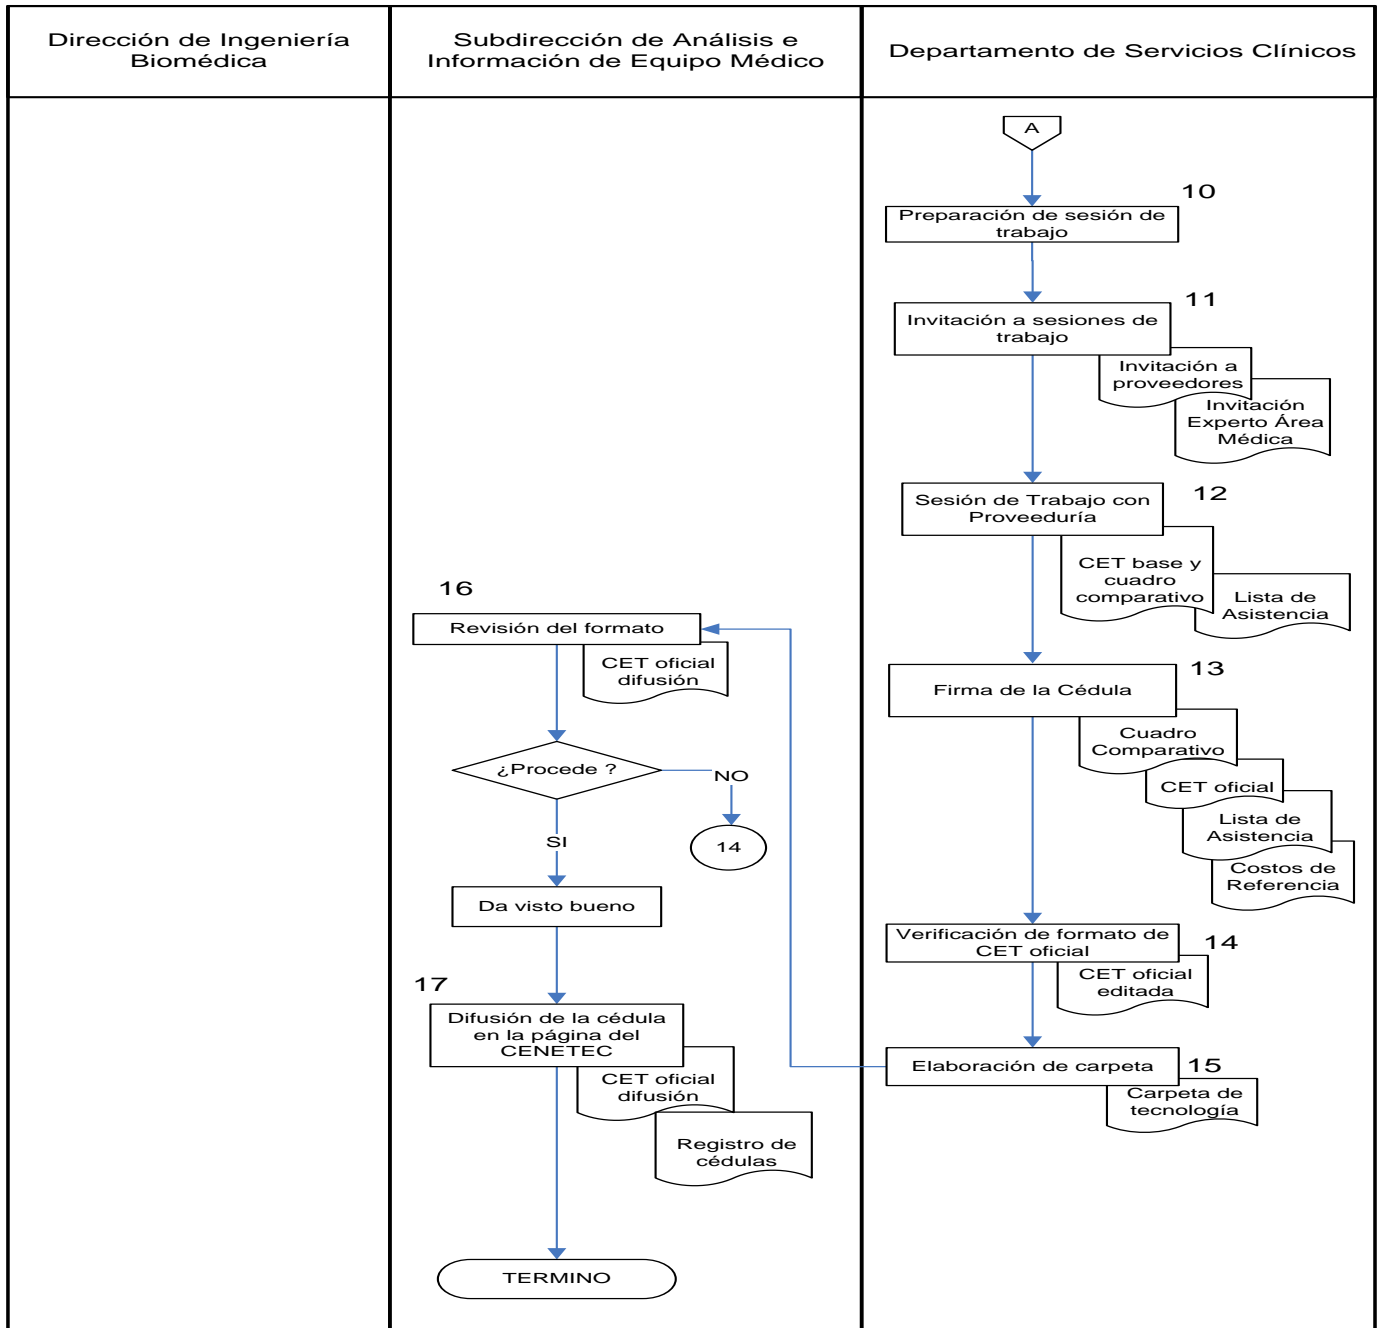 Dirección de Ingeniería
Biomédica
Subdirección de Análisis e
Información de Equipo Médico
Departamento de Servicios Clínicos
A
10
Preparación de sesión de
trabajo
11
Invitación a sesiones de
trabajo
Invitación a
proveedores
Invitación
Experto Área
Médica
12
Sesión de Trabajo con
Proveeduría
CET base y
cuadro
comparativo
Lista de
Asistencia
13
Firma de la Cédula
Cuadro
Comparativo
CET oficial
Lista de
Asistencia
Costos de
Referencia
14
Verificación de formato de
CET oficial
CET oficial
editada
15
Elaboración de carpeta
Carpeta de
tecnología
16
Revisión del formato
CET oficial
difusión
¿Procede ?
NO
14
SI
Da visto bueno
17
Difusión de la cédula
en la página del
CENETEC
CET oficial
difusión
Registro de
cédulas
TERMINO